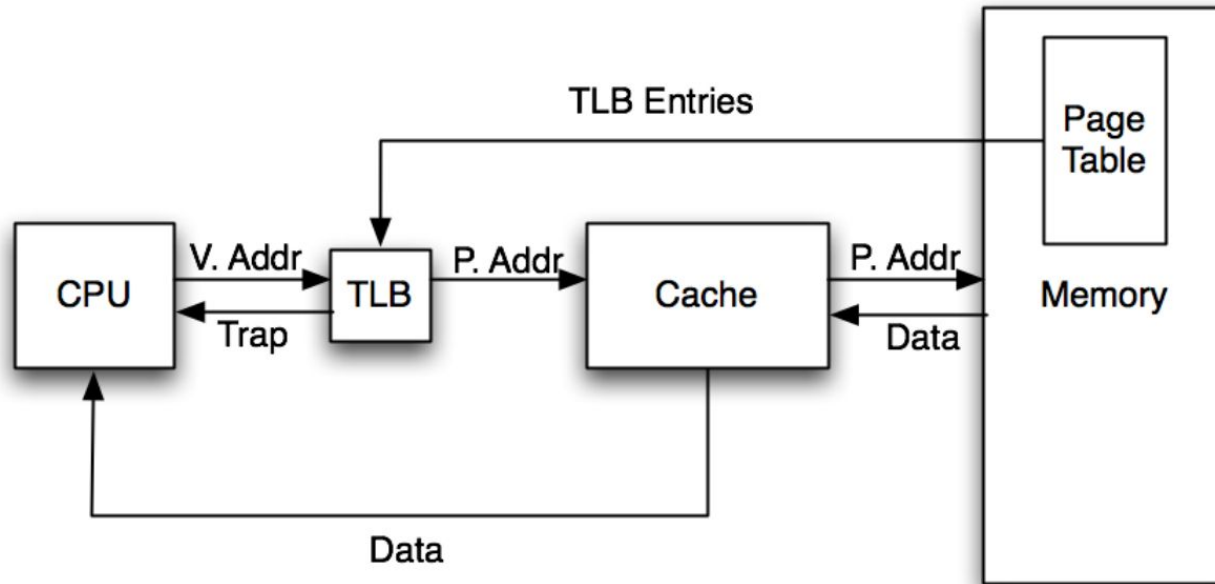 TLB Entries
Page
Table
V. Addr
P. Addr
P. Addr
CPU
TLB
Cache
Memory
Trap
Data
Data